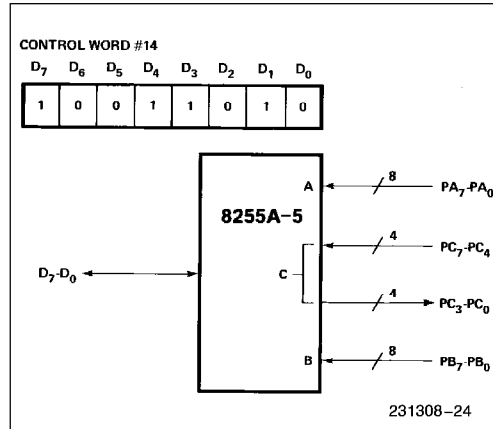 CONTROL WORD #14
D₇ D₆ D₅ D₄ D₃ D₂ D₁ D₀
1 0 0 1 1 0 1 0
A 8 PA₇-PA₀
8255A-5
4 PC₇-PC₄
D₇-D₀ C
4 PC₃-PC₀
B 8 PB₇-PB₀
231308-24